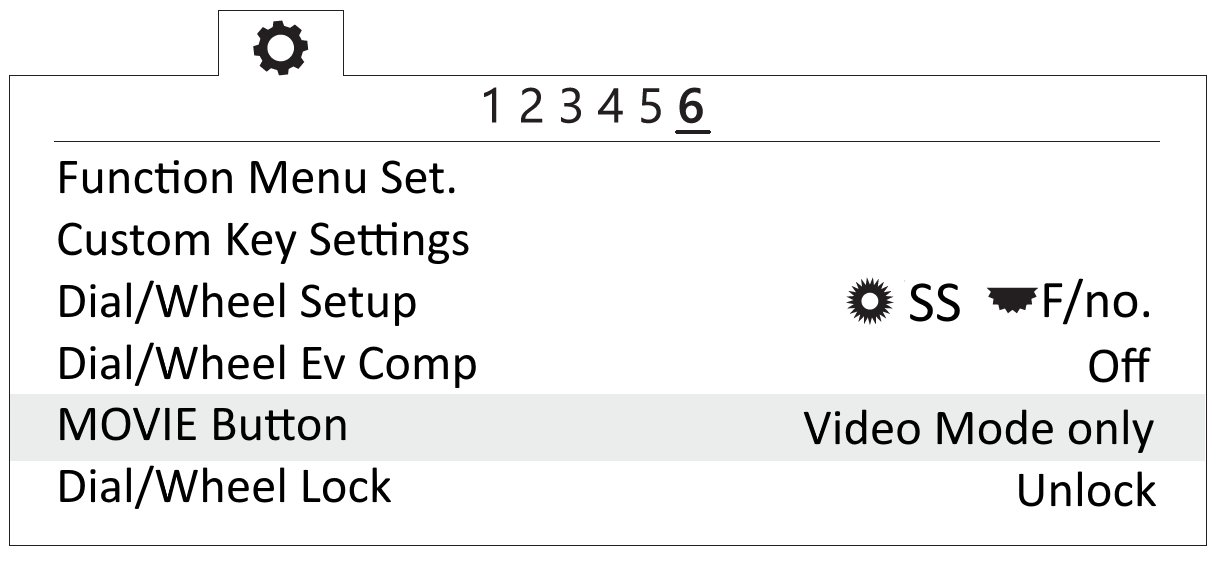 1 2 3 4 5 6
Function Menu Set.
Custom Key Settings
Dial/Wheel Setup SS F/no.
Dial/Wheel Ev Comp Off
MOVIE Button Video Mode only
Dial/Wheel Lock Unlock